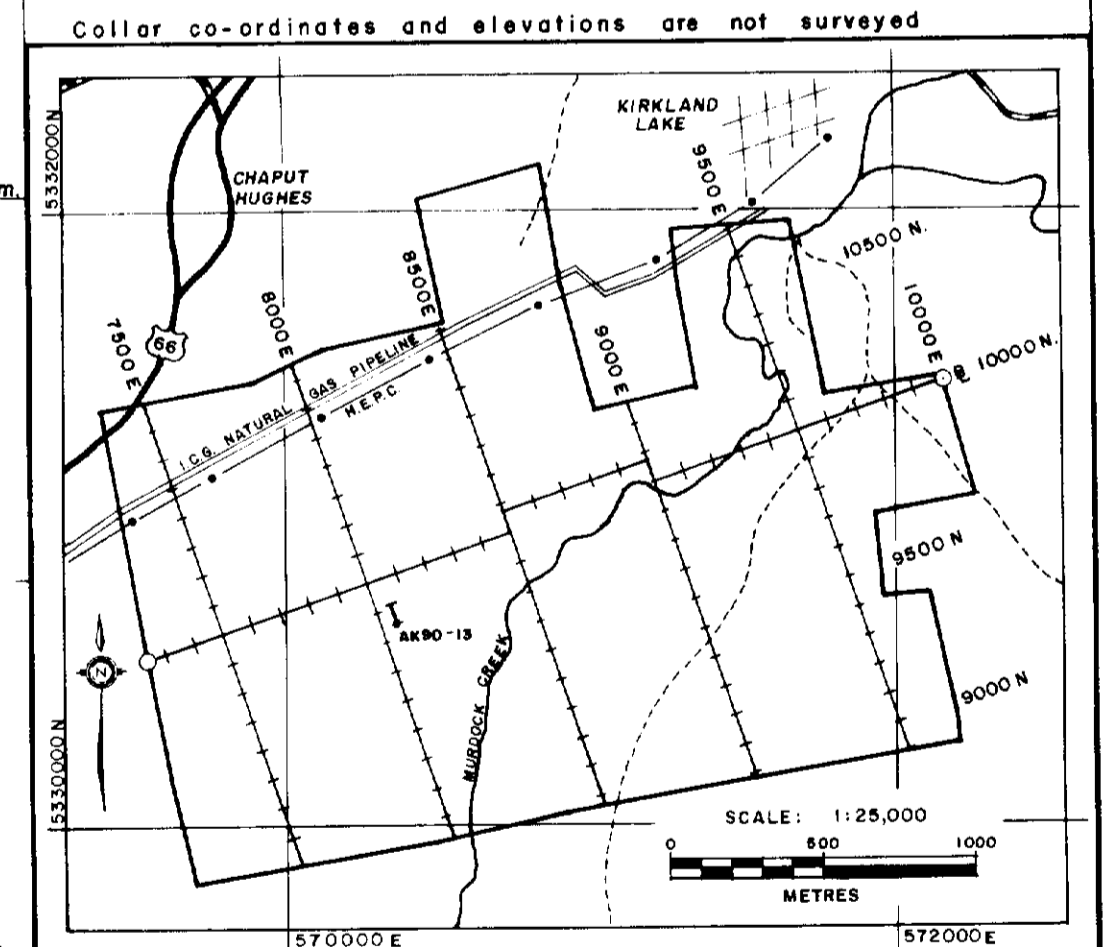 Collar co-ordinates and elevations are not surveyed
m.
5332000N
CHAPUT
HUGHES
KIRKLAND
LAKE
9500E
10500 N.
8500E
8000E
7500E
66
10000E
9000E
B̲L 10000 N.
I.C.G. NATURAL GAS PIPELINE
H.E.P.C
9500 N
AK90-13
N
MURDOCK CREEK
9000 N
5330000N
SCALE: 1:25,000
0 500 1000
METRES
570000E
572000E